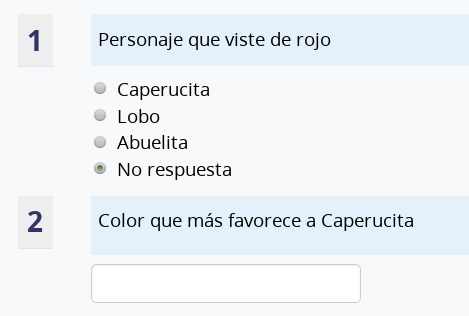 1
Personaje que viste de rojo
Caperucita
Lobo
Abuelita
No respuesta
2
Color que más favorece a Caperucita